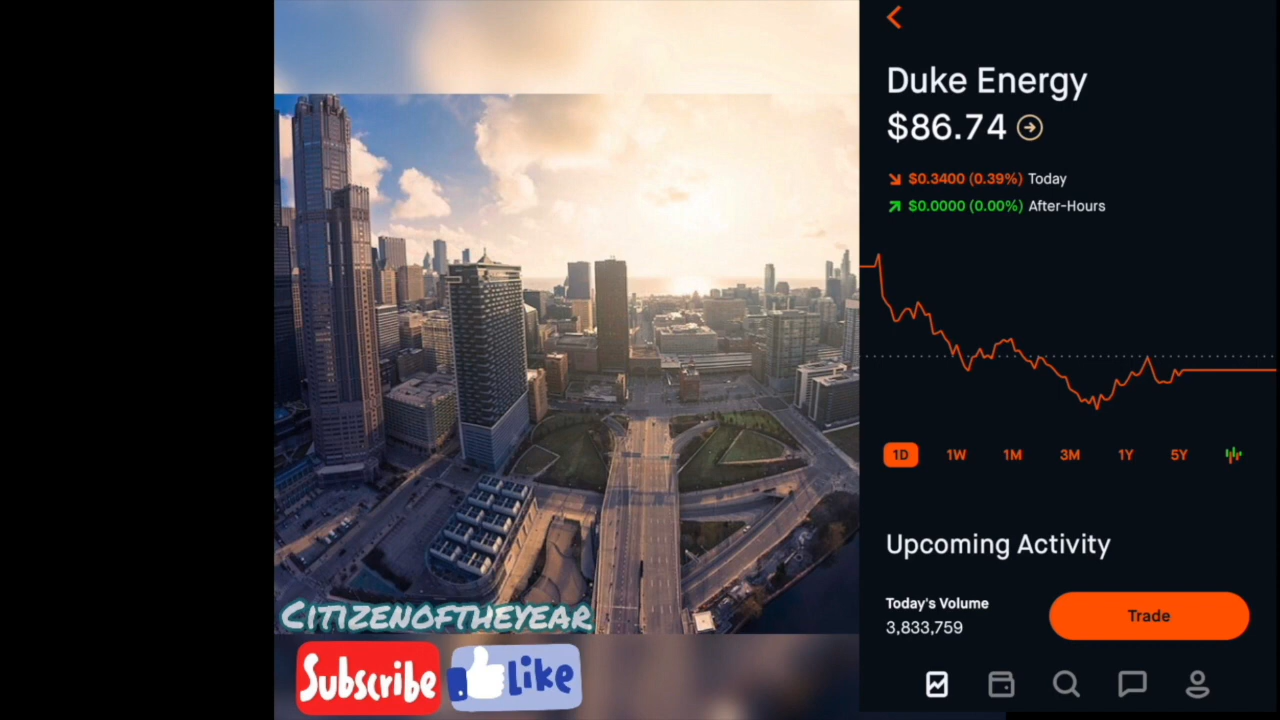 Duke Energy
$86.74
$0.3400 (0.39%) Today
$0.0000 (0.00%) After-Hours
1D 1W 1M 3M 1Y 5Y
Upcoming Activity
Today's Volume
3,833,759
Trade
CITIZENOFTHEYEAR
Subscribe
Like